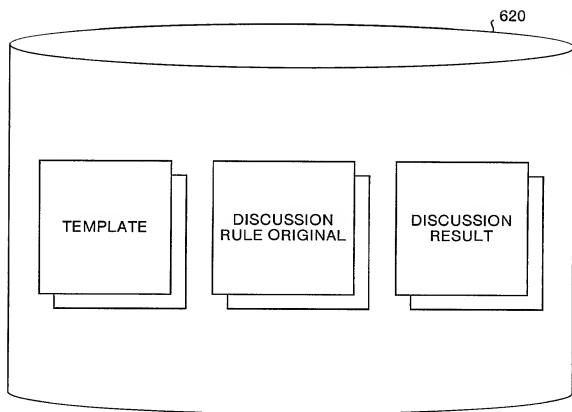 620
TEMPLATE
DISCUSSION
RULE ORIGINAL
DISCUSSION
RESULT